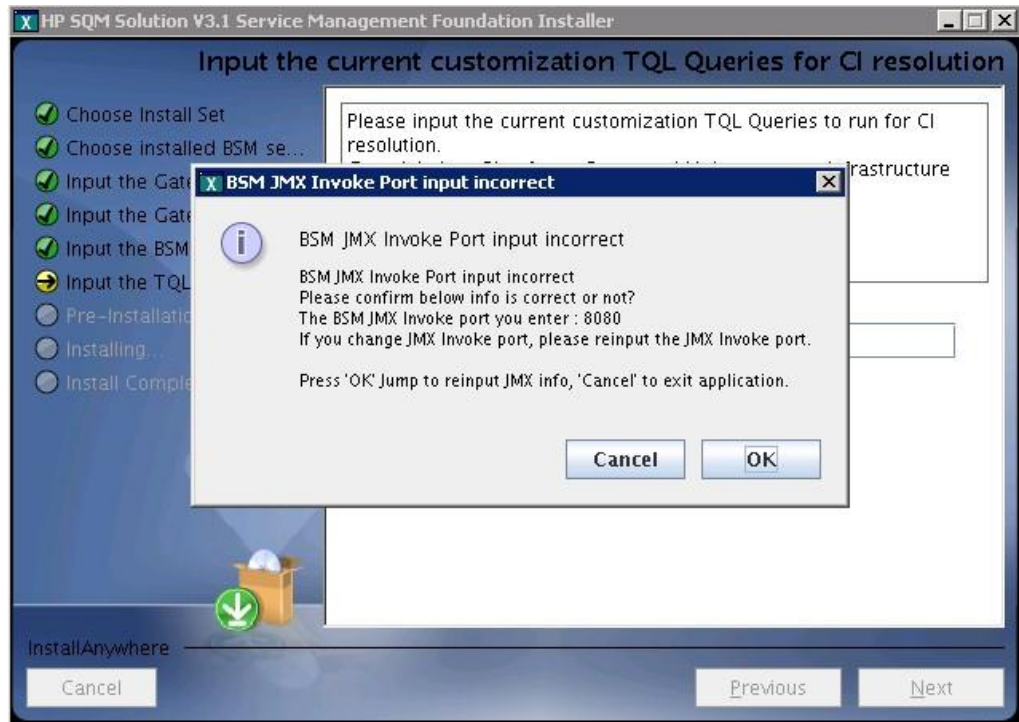 HP SQM Solution V3.1 Service Management Foundation Installer
Input the current customization TQL Queries for CI resolution
Choose Install Set
Choose installed BSM se...
Input the Gate
Input the Gate
Input the BSM
Input the TQL
Pre-Installatio
Installing...
Install Comple
Please input the current customization TQL Queries to run for CI
resolution.
rastructure
BSM JMX Invoke Port input incorrect
BSM JMX Invoke Port input incorrect
BSM JMX Invoke Port input incorrect
Please confirm below info is correct or not?
The BSM JMX Invoke port you enter : 8080
If you change JMX Invoke port, please reinput the JMX Invoke port.
Press 'OK' Jump to reinput JMX info, 'Cancel' to exit application.
Cancel
OK
InstallAnywhere
Cancel
Previous
Next